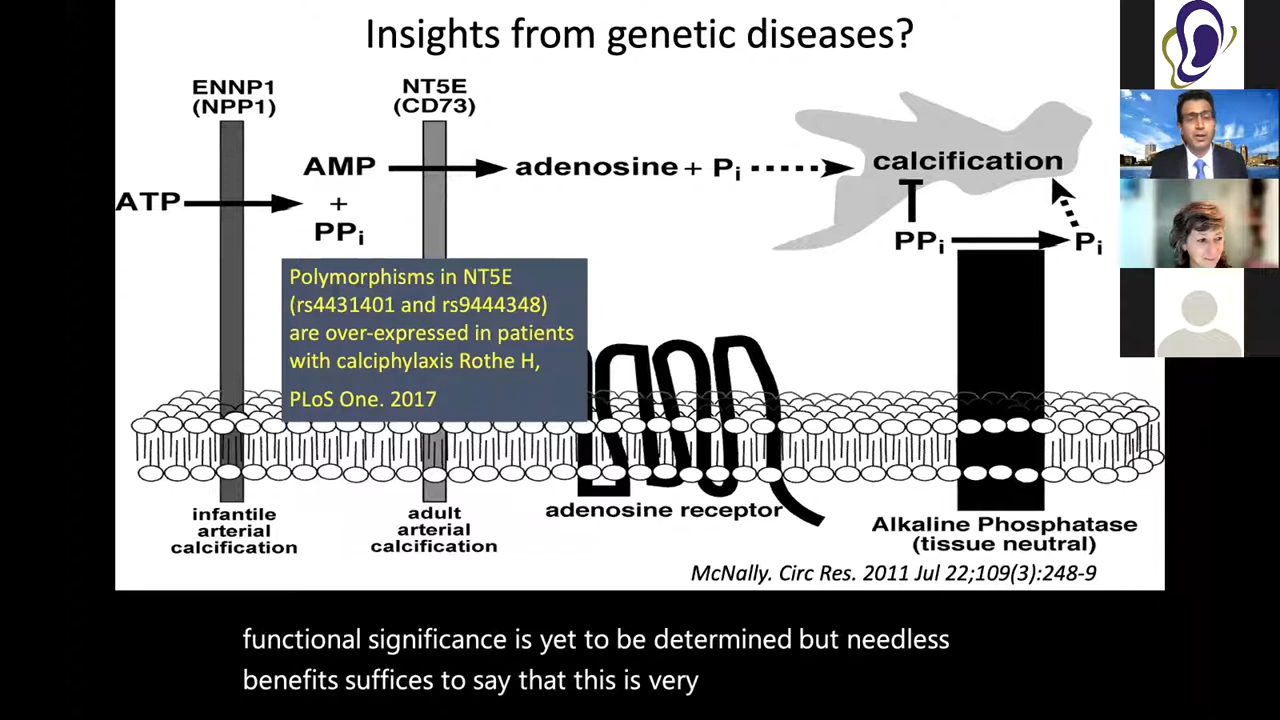 Insights from genetic diseases?
ENNP1
(NPP1)
NT5E
(CD73)
ATP
AMP
+
PPi
adenosine + Pi
calcification
PPi
Pi
Polymorphisms in NT5E
(rs4431401 and rs9444348)
are over-expressed in patients
with calciphylaxis Rothe H,
PLoS One. 2017
infantile
arterial
calcification
adult
arterial
calcification
adenosine receptor
Alkaline Phosphatase
(tissue neutral)
McNally. Circ Res. 2011 Jul 22;109(3):248-9
functional significance is yet to be determined but needless
benefits suffices to say that this is very